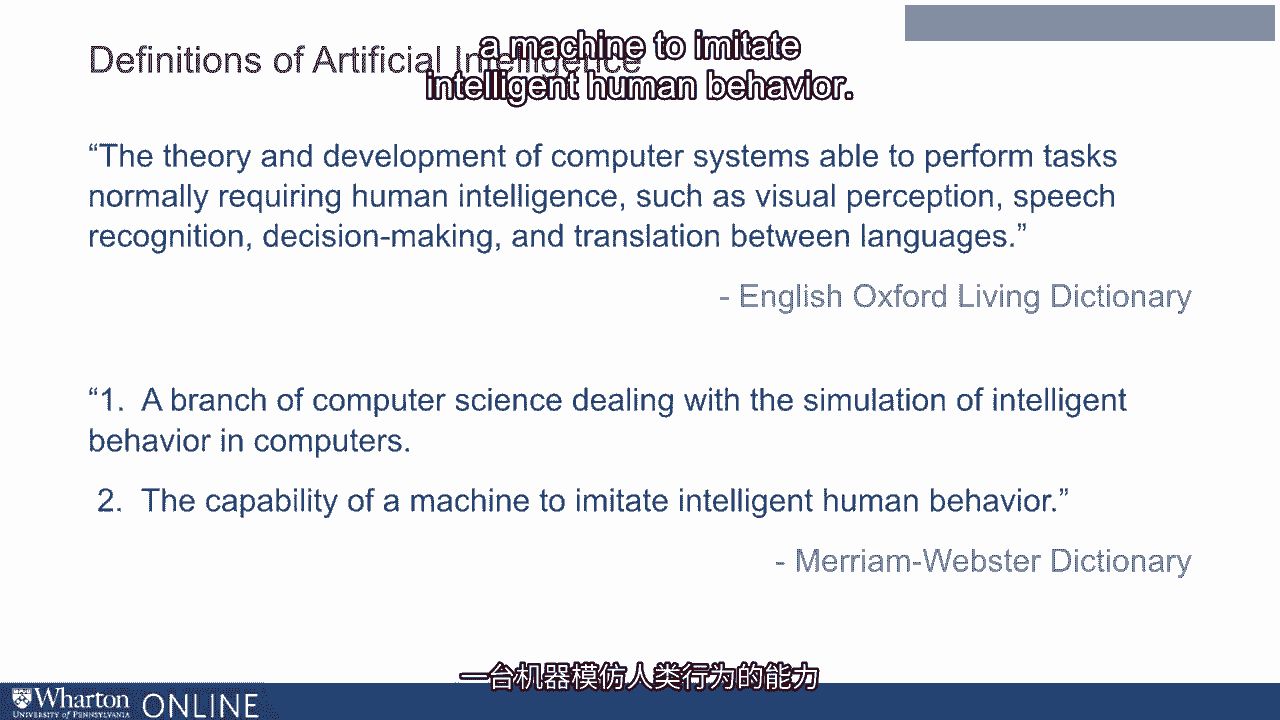 Definitions of Artificial Intelligence
a machine to imitate
intelligent human behavior.
“The theory and development of computer systems able to perform tasks
normally requiring human intelligence, such as visual perception, speech
recognition, decision-making, and translation between languages.”
- English Oxford Living Dictionary
“1. A branch of computer science dealing with the simulation of intelligent
behavior in computers.
2. The capability of a machine to imitate intelligent human behavior.”
- Merriam-Webster Dictionary
一台机器模仿人类行为的能力
Wharton
UNIVERSITY of PENNSYLVANIA
ONLINE